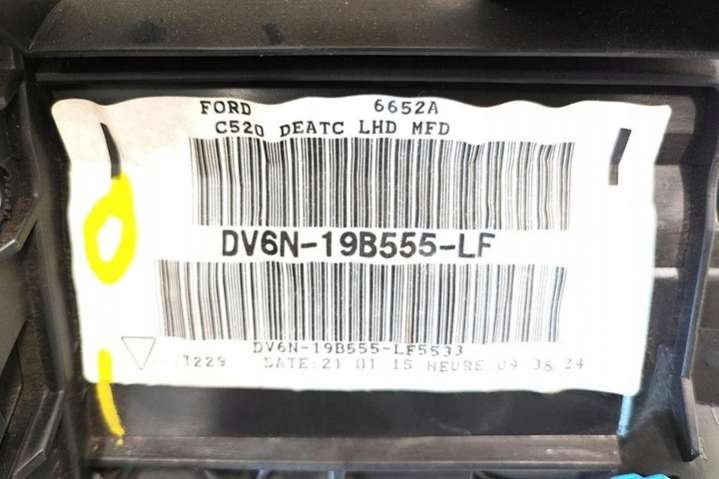 FORD 6652A
C520 DEATC LHD MFD
DV6N-19B555-LF
DV6N-19B555-LF5533
T229 DATE:21 01 15 HEURE:09 36 24